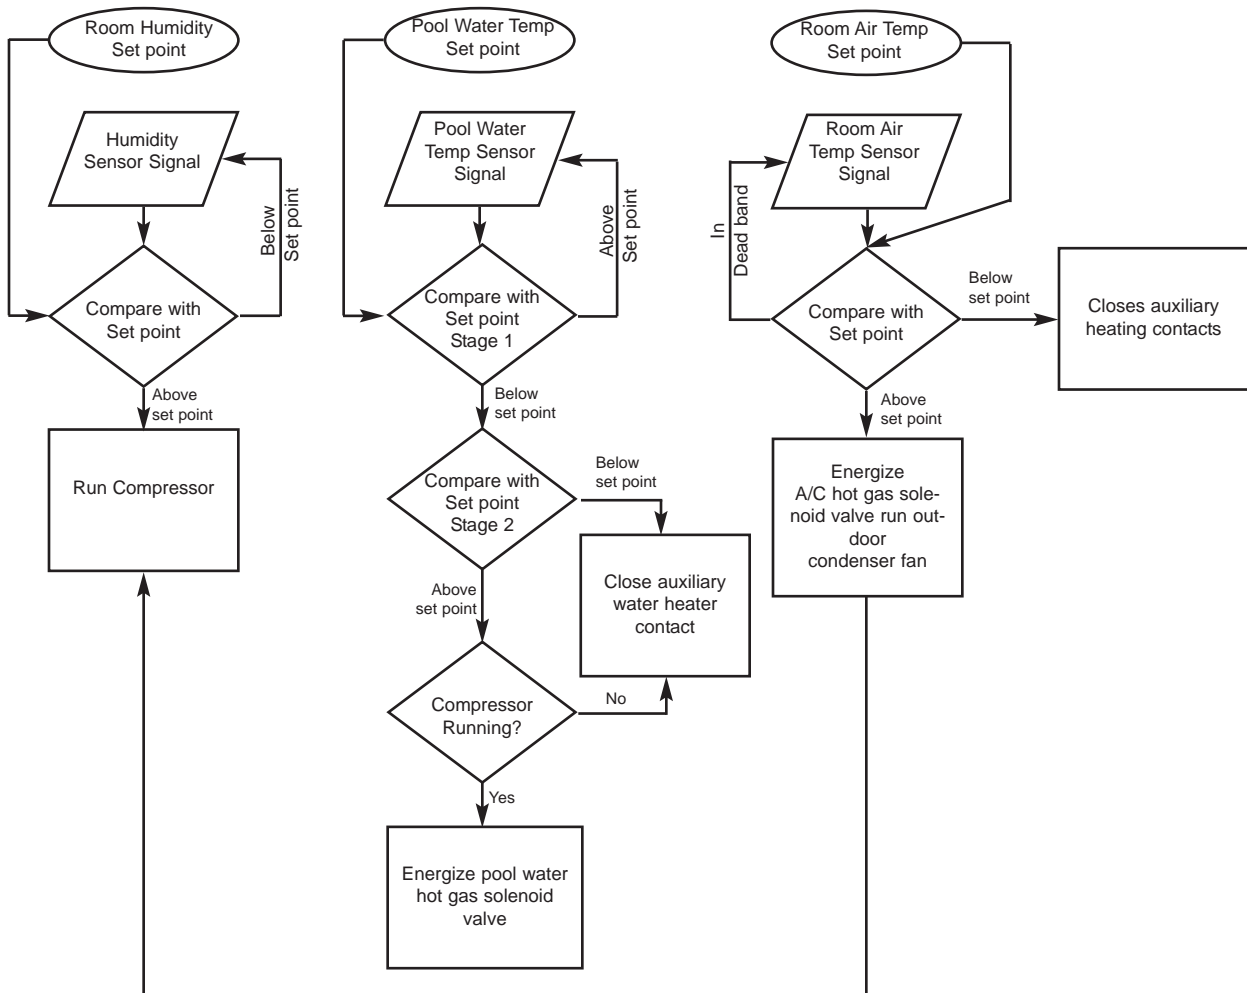 Room Humidity
Set point
Humidity
Sensor Signal
Below
Set point
Compare with
Set point
Above
set point
Run Compressor
Pool Water Temp
Set point
Pool Water
Temp Sensor
Signal
Above
Set point
Compare with
Set point
Stage 1
Below
set point
Compare with
Set point
Stage 2
Below
set point
Close auxiliary
water heater
contact
Above
set point
Compressor
Running?
No
Yes
Energize pool water
hot gas solenoid
valve
Room Air Temp
Set point
Room Air
Temp Sensor
Signal
In
Dead band
Compare with
Set point
Below
set point
Closes auxiliary
heating contacts
Above
set point
Energize
A/C hot gas sole-
noid valve run out-
door
condenser fan